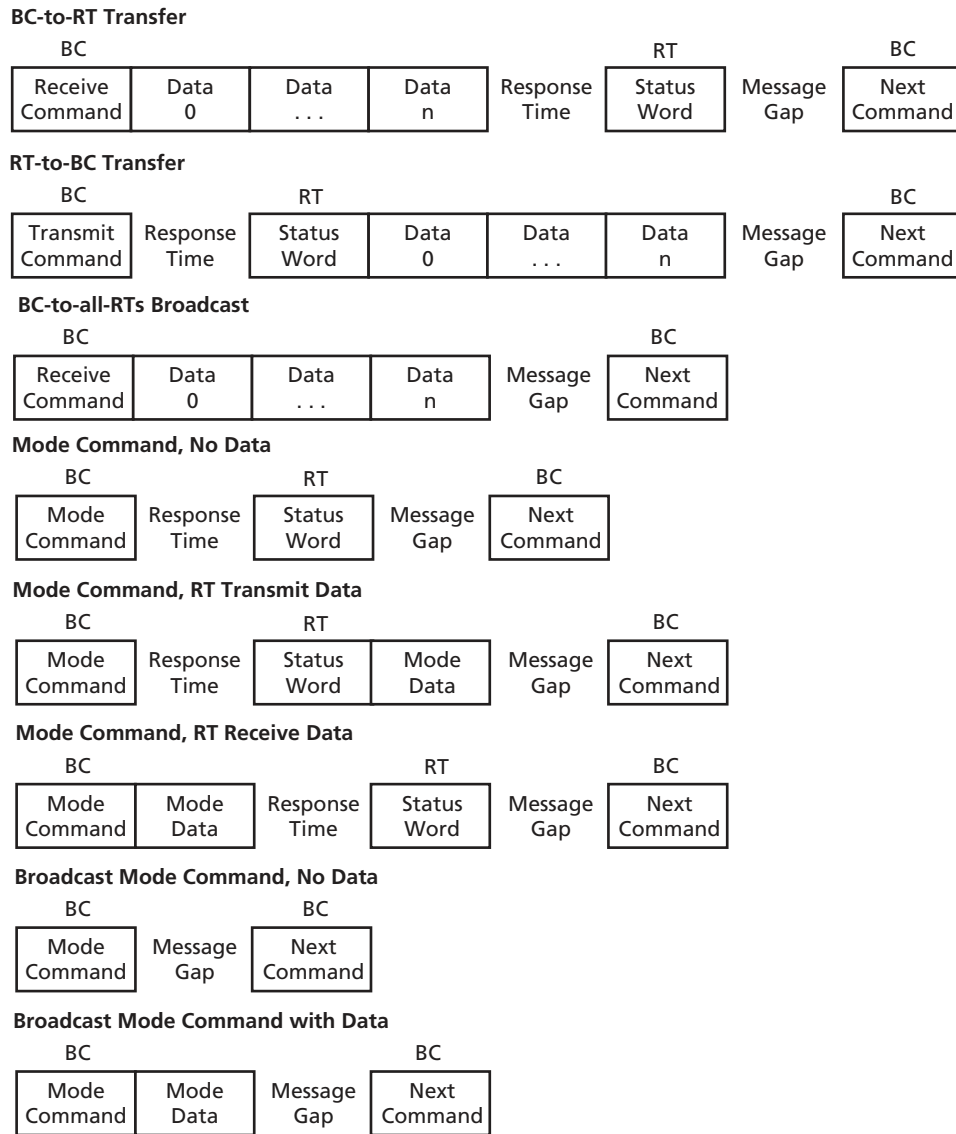 BC-to-RT Transfer
BC RT BC
Receive Data Data Data Response Status Message Next
Command 0 . . . n Time Word Gap Command
RT-to-BC Transfer
BC RT BC
Transmit Response Status Data Data Data Message Next
Command Time Word 0 . . . n Gap Command
BC-to-all-RTs Broadcast
BC BC
Receive Data Data Data Message Next
Command 0 . . . n Gap Command
Mode Command, No Data
BC RT BC
Mode Response Status Message Next
Command Time Word Gap Command
Mode Command, RT Transmit Data
BC RT BC
Mode Response Status Mode Message Next
Command Time Word Data Gap Command
Mode Command, RT Receive Data
BC RT BC
Mode Mode Response Status Message Next
Command Data Time Word Gap Command
Broadcast Mode Command, No Data
BC BC
Mode Message Next
Command Gap Command
Broadcast Mode Command with Data
BC BC
Mode Mode Message Next
Command Data Gap Command